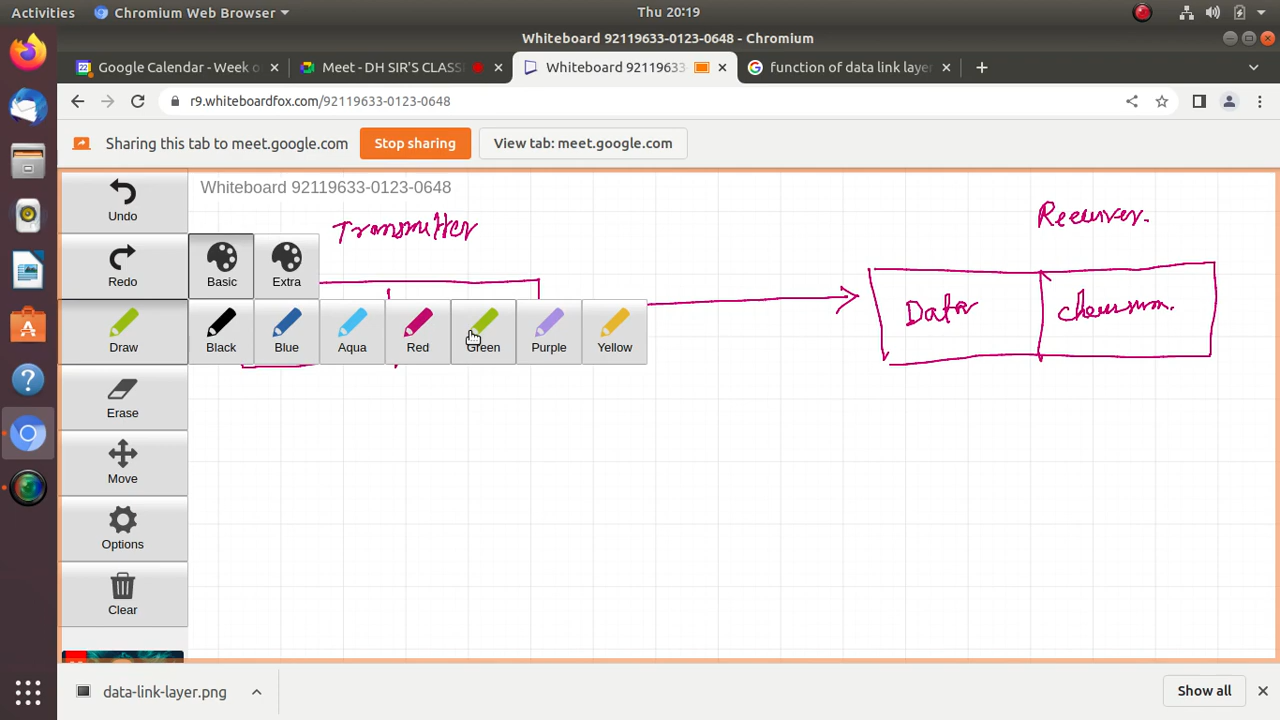 Activities Chromium Web Browser Thu 20:19
Whiteboard 92119633-0123-0648 - Chromium
Google Calendar - Week o Meet - DH SIR'S CLASS Whiteboard 92119633 function of data link layer
r9.whiteboardfox.com/92119633-0123-0648
Sharing this tab to meet.google.com Stop sharing View tab: meet.google.com
Whiteboard 92119633-0123-0648
Undo
Transmitter
Receiver.
Redo
Basic Extra
Data
Draw
Black Blue Aqua Red Green Purple Yellow
Erase
Move
Options
Clear
data-link-layer.png Show all